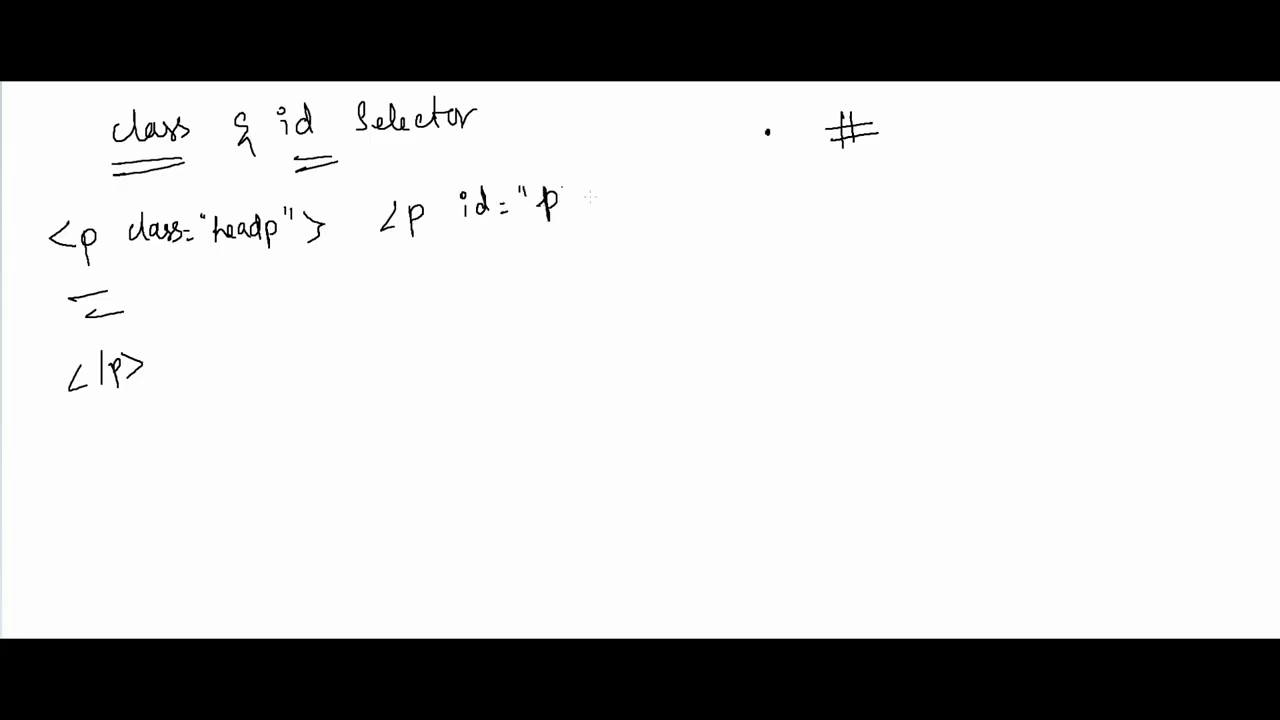 class & id Selector . #
<p class="headp"> <p id="p
</p>